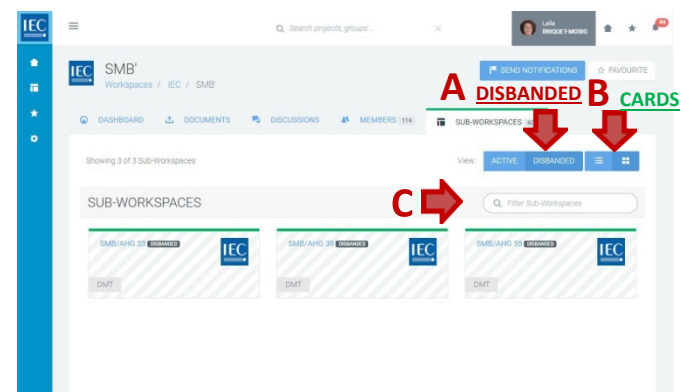 IEC
Search projects, groups ...
Laila
BRIQUET-MOSIG
44
IEC
SMB'
Workspaces / IEC / SMB'
SEND NOTIFICATIONS
FAVOURITE
A DISBANDED B CARDS
DASHBOARD DOCUMENTS DISCUSSIONS MEMBERS 114 SUB-WORKSPACES
Showing 3 of 3 Sub-Workspaces
View: ACTIVE DISBANDED
SUB-WORKSPACES
C
Filter Sub-Workspaces
SMB/AHG 33 DISBANDED IEC
SMB/AHG 39 DISBANDED IEC
SMB/AHG 55 DISBANDED IEC
DMT
DMT
DMT